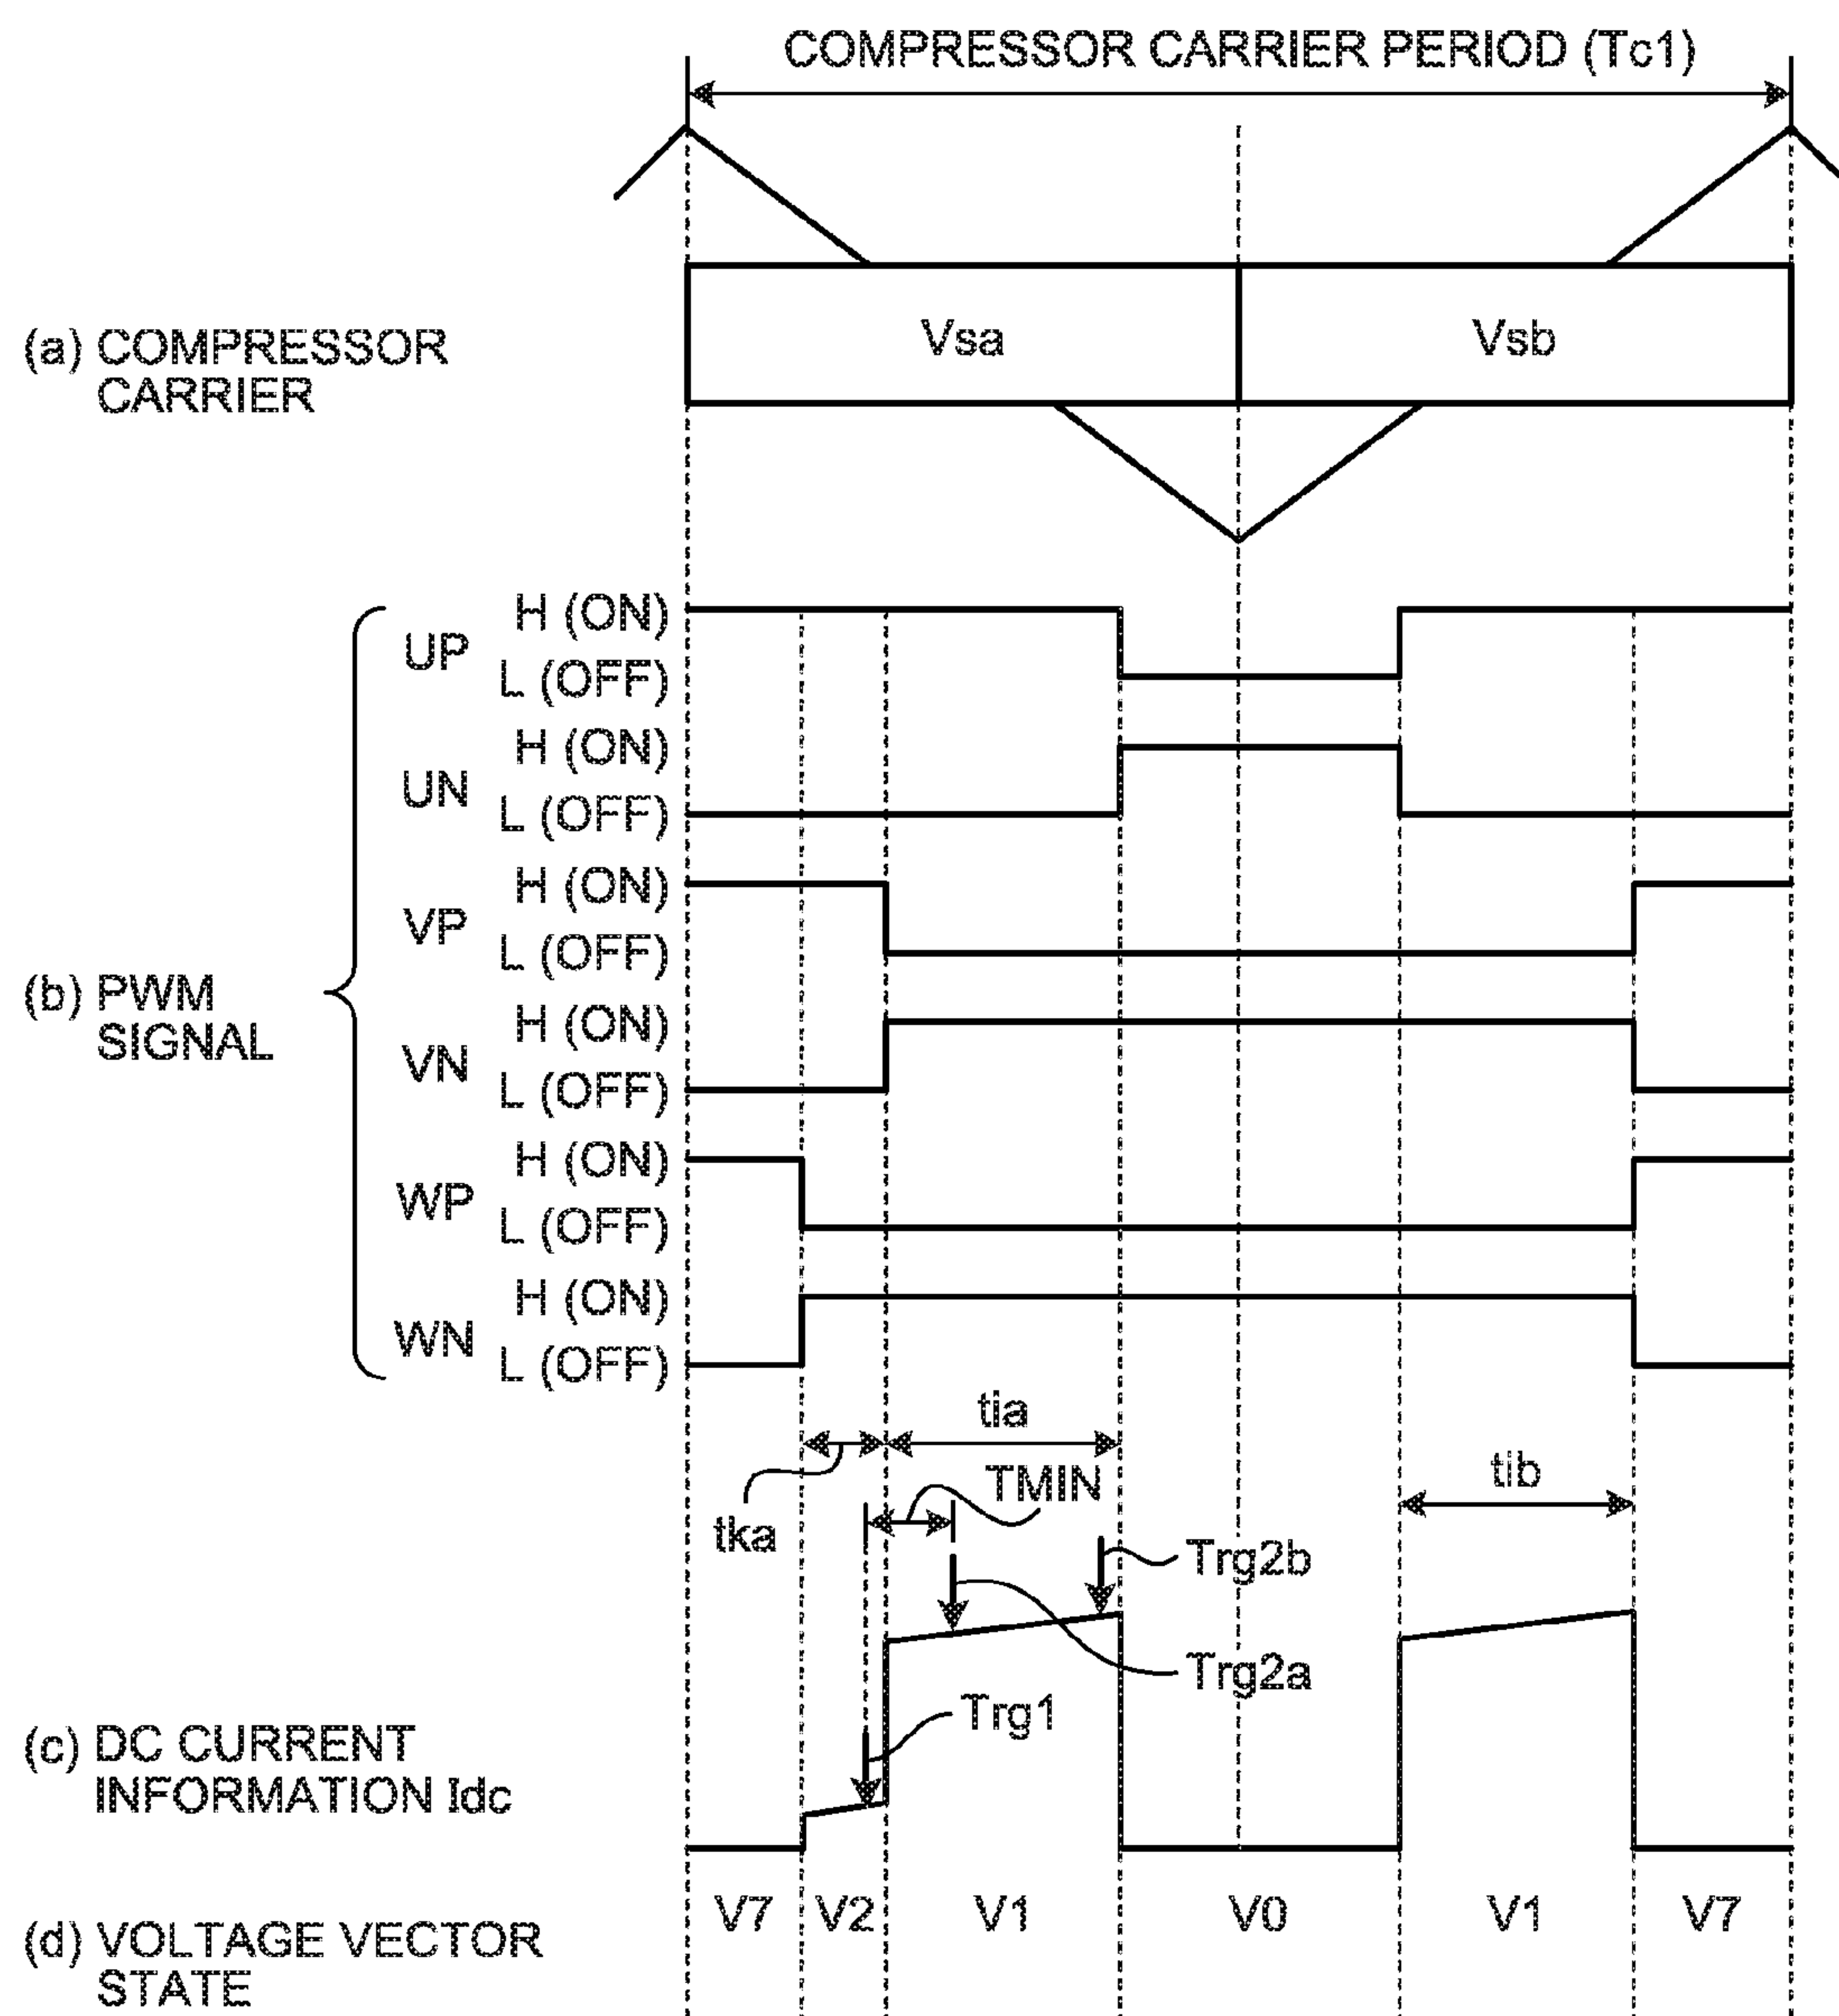 COMPRESSOR CARRIER PERIOD (Tc1)
Vsa
Vsb
(a) COMPRESSOR
CARRIER
H (ON)
UP
L (OFF)
H (ON)
UN
L (OFF)
H (ON)
VP
L (OFF)
(b) PWM
SIGNAL
H (ON)
VN
L (OFF)
H (ON)
WP
L (OFF)
H (ON)
WN
L (OFF)
tia
TMIN
tib
tka
Trg2b
Trg2a
Trg1
(c) DC CURRENT
INFORMATION Idc
V7 V2 V1 V0 V1 V7
(d) VOLTAGE VECTOR
STATE